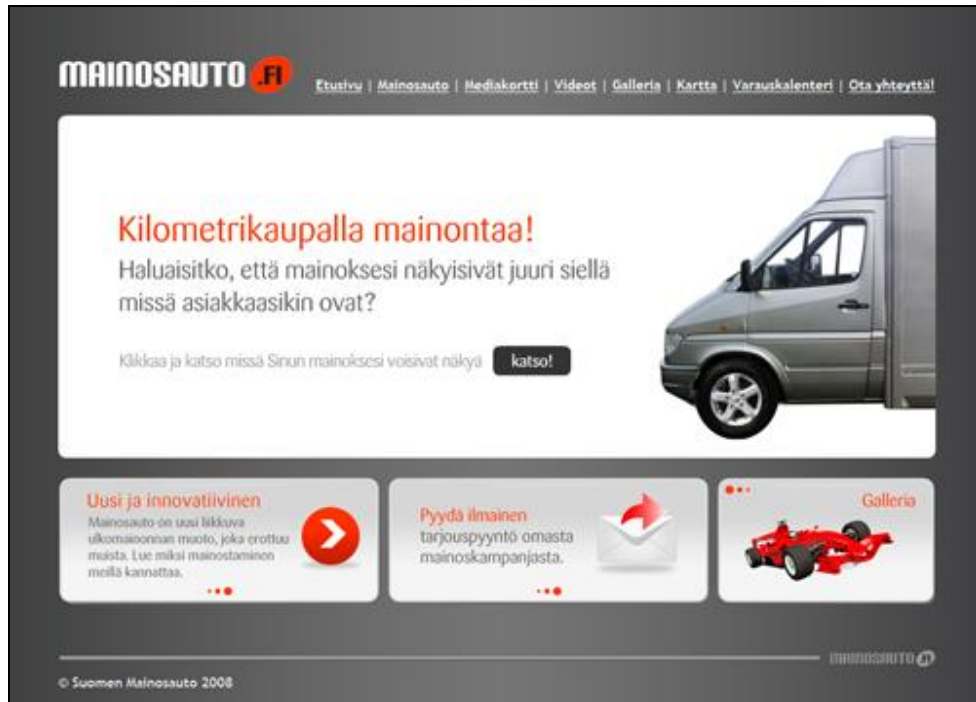 MAINOSAUTO .FI
Etusivu | Mainosauto | Mediakortti | Videot | Galleria | Kartta | Varauskalenteri | Ota yhteyttä!
Kilometrikaupalla mainontaa!
Haluaisitko, että mainoksesi näkyisivät juuri siellä
missä asiakkaasikin ovat?
Klikkaa ja katso missä Sinun mainoksesi voisivat näkyä katso!
Uusi ja innovatiivinen
Mainosauto on uusi liikkuva
ulkomainonnan muoto, joka erottuu
muista. Lue miksi mainostaminen
meillä kannattaa.
Pyydä ilmainen
tarjouspyyntö omasta
mainoskampanjasta.
Galleria
MAINOSAUTO .FI
© Suomen Mainosauto 2008